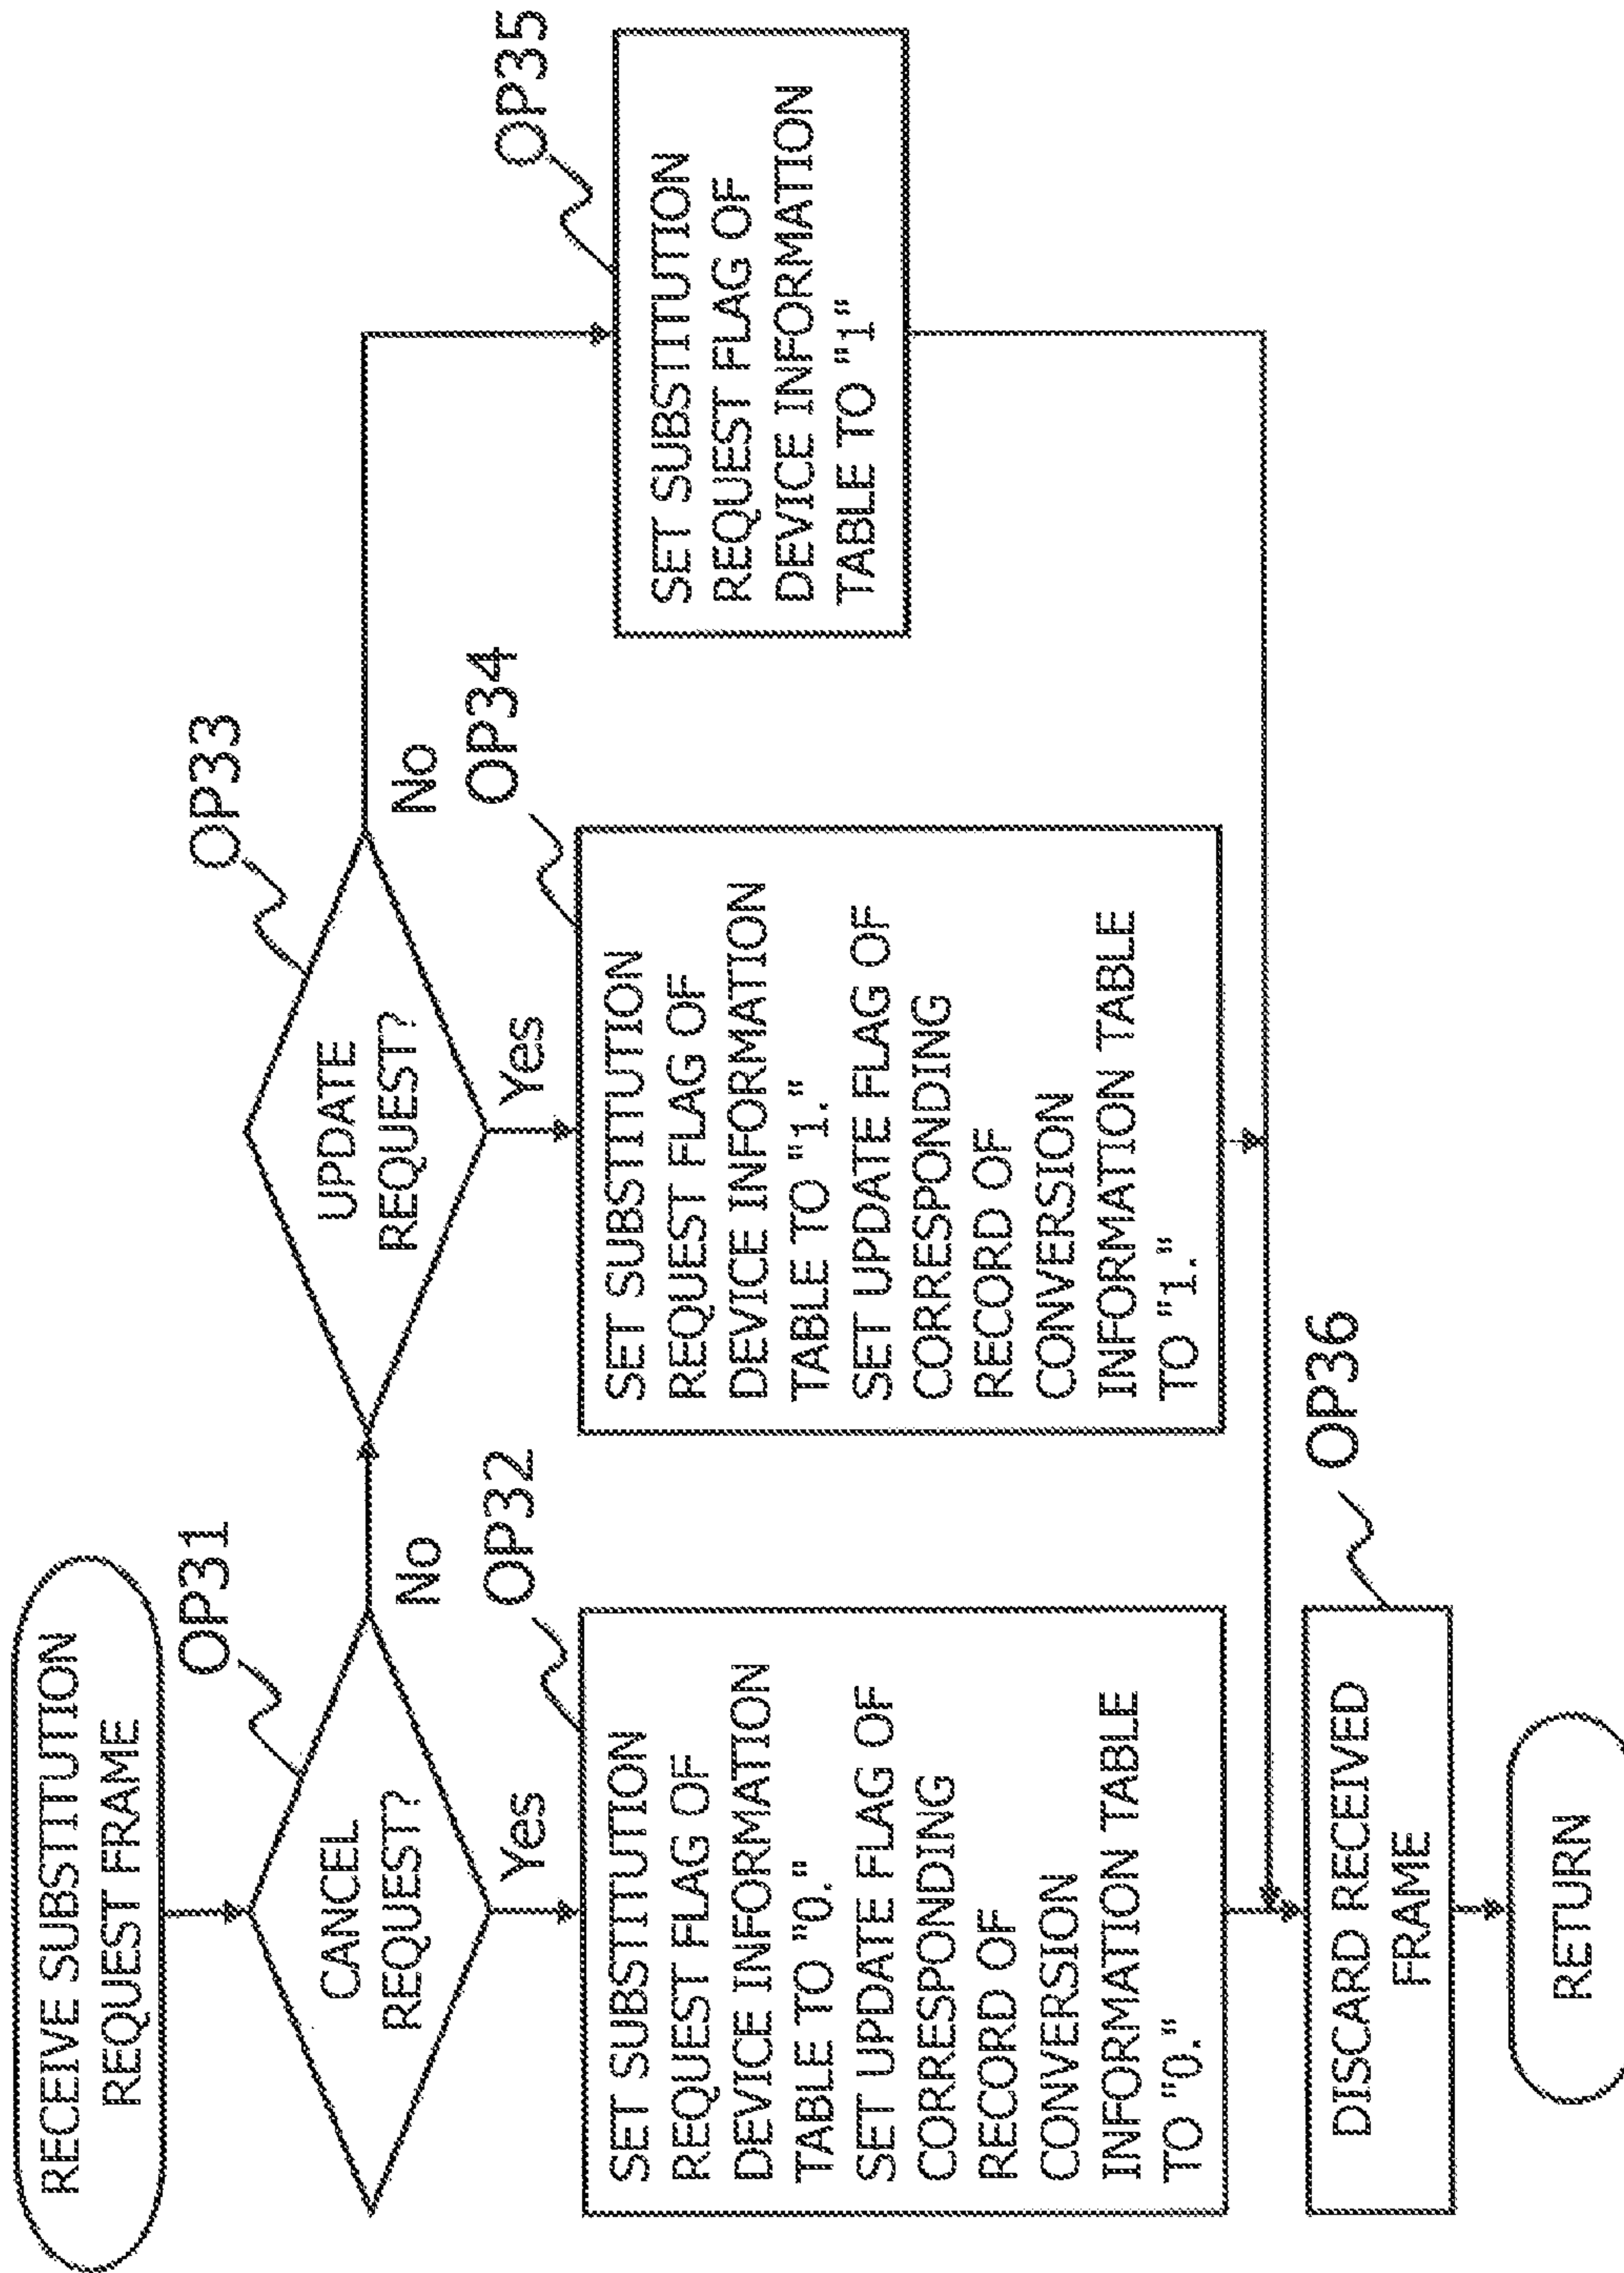 RECEIVE SUBSTITUTION
REQUEST FRAME
OP31
CANCEL
REQUEST?
No
Yes
OP32
SET SUBSTITUTION
REQUEST FLAG OF
DEVICE INFORMATION
TABLE TO "0."
SET UPDATE FLAG OF
CORRESPONDING
RECORD OF
CONVERSION
INFORMATION TABLE
TO "0."
OP33
UPDATE
REQUEST?
No
Yes
OP34
SET SUBSTITUTION
REQUEST FLAG OF
DEVICE INFORMATION
TABLE TO "1."
SET UPDATE FLAG OF
CORRESPONDING
RECORD OF
CONVERSION
INFORMATION TABLE
TO "1."
OP35
SET SUBSTITUTION
REQUEST FLAG OF
DEVICE INFORMATION
TABLE TO "1"
OP36
DISCARD RECEIVED
FRAME
RETURN